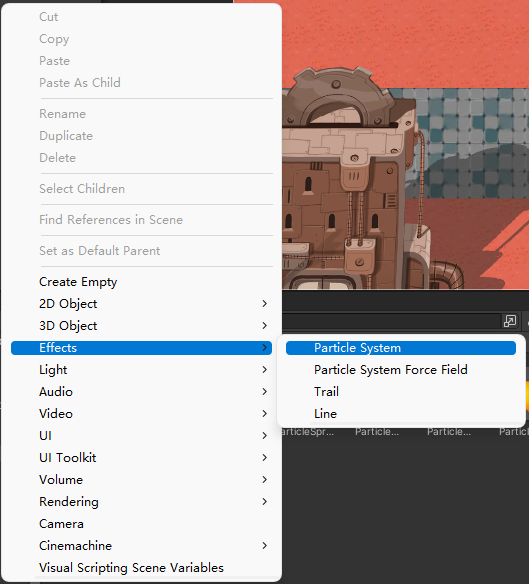 Cut
Copy
Paste
Paste As Child
Rename
Duplicate
Delete
Select Children
Find References in Scene
Set as Default Parent
Create Empty
2D Object
3D Object
Effects
Particle System
Light
Particle System Force Field
Audio
Trail
Video
Line
UI
articleSpr...
Particle...
Particle...
UI Toolkit
Volume
Rendering
Camera
Cinemachine
Visual Scripting Scene Variables